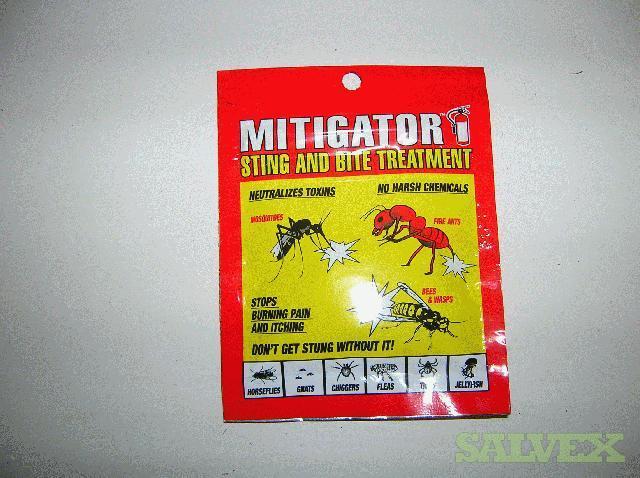 MITIGATOR™
STING AND BITE TREATMENT
NEUTRALIZES TOXINS
NO HARSH CHEMICALS
MOSQUITOES
FIRE ANTS
BEES
& WASPS
STOPS
BURNING PAIN
AND ITCHING
DON'T GET STUNG WITHOUT IT!
HORSEFLIES GNATS CHIGGERS FLEAS JELLYFISH
SALVEX